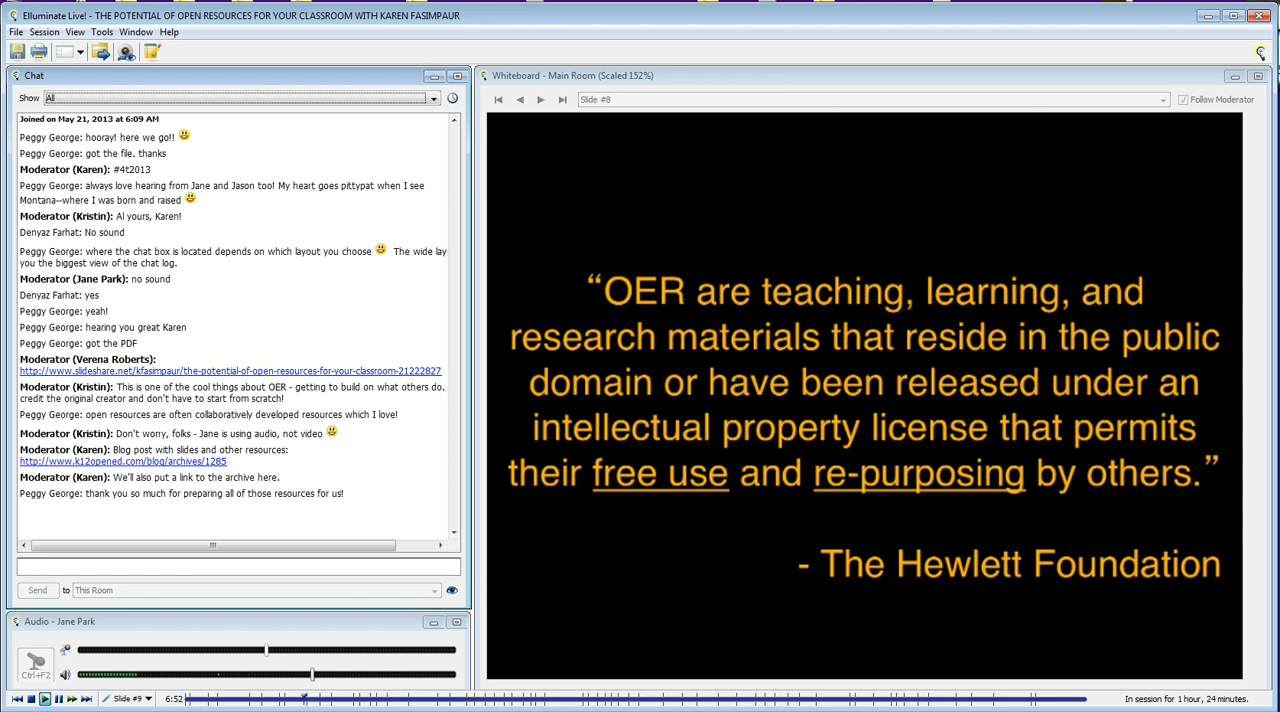 Elluminate Live! - THE POTENTIAL OF OPEN RESOURCES FOR YOUR CLASSROOM WITH KAREN FASIMPAUR
File Session View Tools Window Help
Chat
Show All
Joined on May 21, 2013 at 6:09 AM
Peggy George: hooray! here we go!!
Peggy George: got the file. thanks
Moderator (Karen): #4t2013
Peggy George: always love hearing from Jane and Jason too! My heart goes pittypat when I see
Montana--where I was born and raised
Moderator (Kristin): Al yours, Karen!
Denyaz Farhat: No sound
Peggy George: where the chat box is located depends on which layout you choose The wide lay
you the biggest view of the chat log.
Moderator (Jane Park): no sound
Denyaz Farhat: yes
Peggy George: yeah!
Peggy George: hearing you great Karen
Peggy George: got the PDF
Moderator (Verena Roberts):
http://www.slideshare.net/kfasimpaur/the-potential-of-open-resources-for-your-classroom-21222827
Moderator (Kristin): This is one of the cool things about OER - getting to build on what others do.
credit the original creator and don't have to start from scratch!
Peggy George: open resources are often collaboratively developed resources which I love!
Moderator (Kristin): Don't worry, folks - Jane is using audio, not video
Moderator (Karen): Blog post with slides and other resources:
http://www.k12opened.com/blog/archives/1285
Moderator (Karen): We'll also put a link to the archive here.
Peggy George: thank you so much for preparing all of those resources for us!
Send to This Room
Audio - Jane Park
Ctrl+F2
Slide #9 6:52
Whiteboard - Main Room (Scaled 152%)
Slide #8 Follow Moderator
“OER are teaching, learning, and
research materials that reside in the public
domain or have been released under an
intellectual property license that permits
their free use and re-purposing by others.”
- The Hewlett Foundation
In session for 1 hour, 24 minutes.